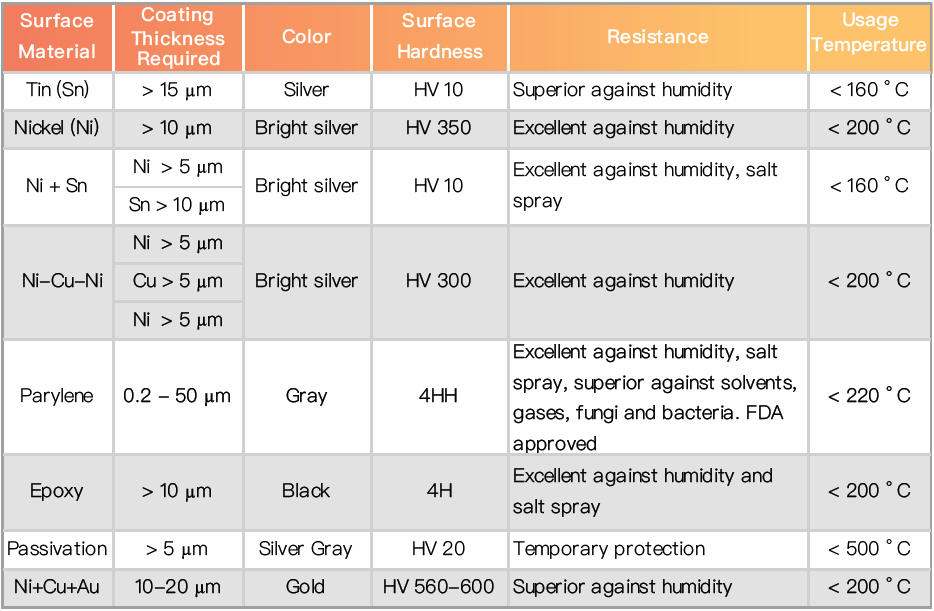 Surface Material
Coating Thickness Required
Color
Surface Hardness
Resistance
Usage Temperature
Tin (Sn)
> 15 μm
Silver
HV 10
Superior against humidity
< 160 ˚C
Nickel (Ni)
> 10 μm
Bright silver
HV 350
Excellent against humidity
< 200 ˚C
Ni + Sn
Ni > 5 μm
Sn > 10 μm
Bright silver
HV 10
Excellent against humidity, salt
spray
< 160 ˚C
Ni–Cu–Ni
Ni > 5 μm
Cu > 5 μm
Ni > 5 μm
Bright silver
HV 300
Excellent against humidity
< 200 ˚C
Parylene
0.2 – 50 μm
Gray
4HH
Excellent against humidity, salt
spray, superior against solvents,
gases, fungi and bacteria. FDA
approved
< 220 ˚C
Epoxy
> 10 μm
Black
4H
Excellent against humidity and
salt spray
< 200 ˚C
Passivation
> 5 μm
Silver Gray
HV 20
Temporary protection
< 500 ˚C
Ni+Cu+Au
10–20 μm
Gold
HV 560–600
Superior against humidity
< 200 ˚C